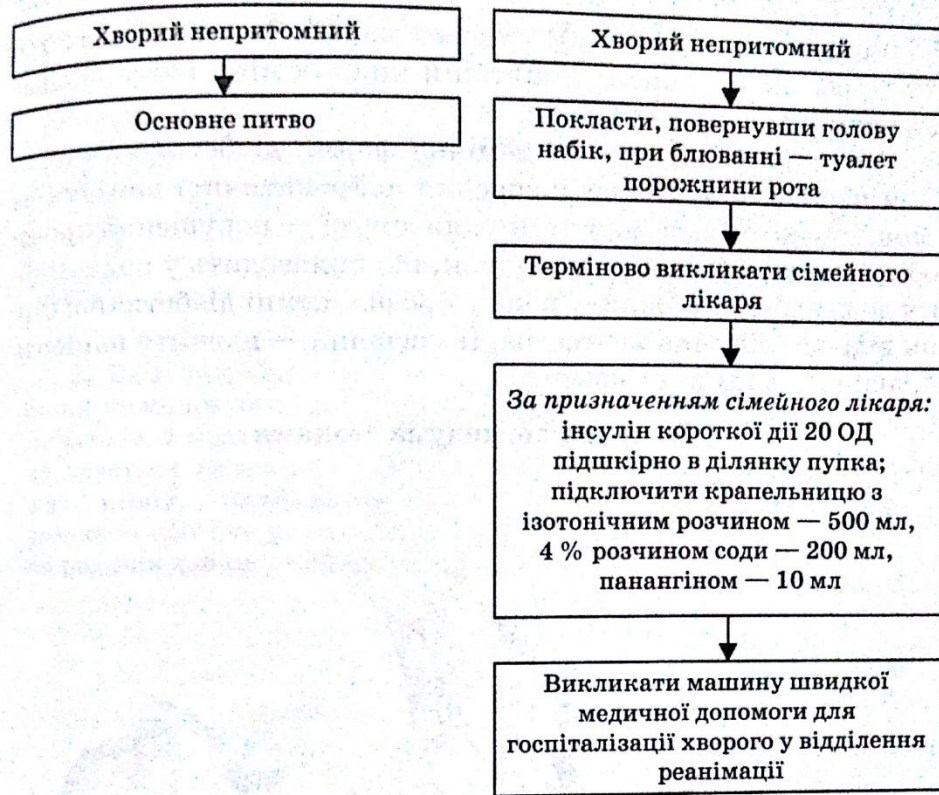 Хворий непритомний
Основне питво
Хворий непритомний
Покласти, повернувши голову
набік, при блюванні — туалет
порожнини рота
Терміново викликати сімейного
лікаря
За призначенням сімейного лікаря:
інсулін короткої дії 20 ОД
підшкірно в ділянку пупка;
підключити крапельницю з
ізотонічним розчином — 500 мл,
4 % розчином соди — 200 мл,
панангіном — 10 мл
Викликати машину швидкої
медичної допомоги для
госпіталізації хворого у відділення
реанімації